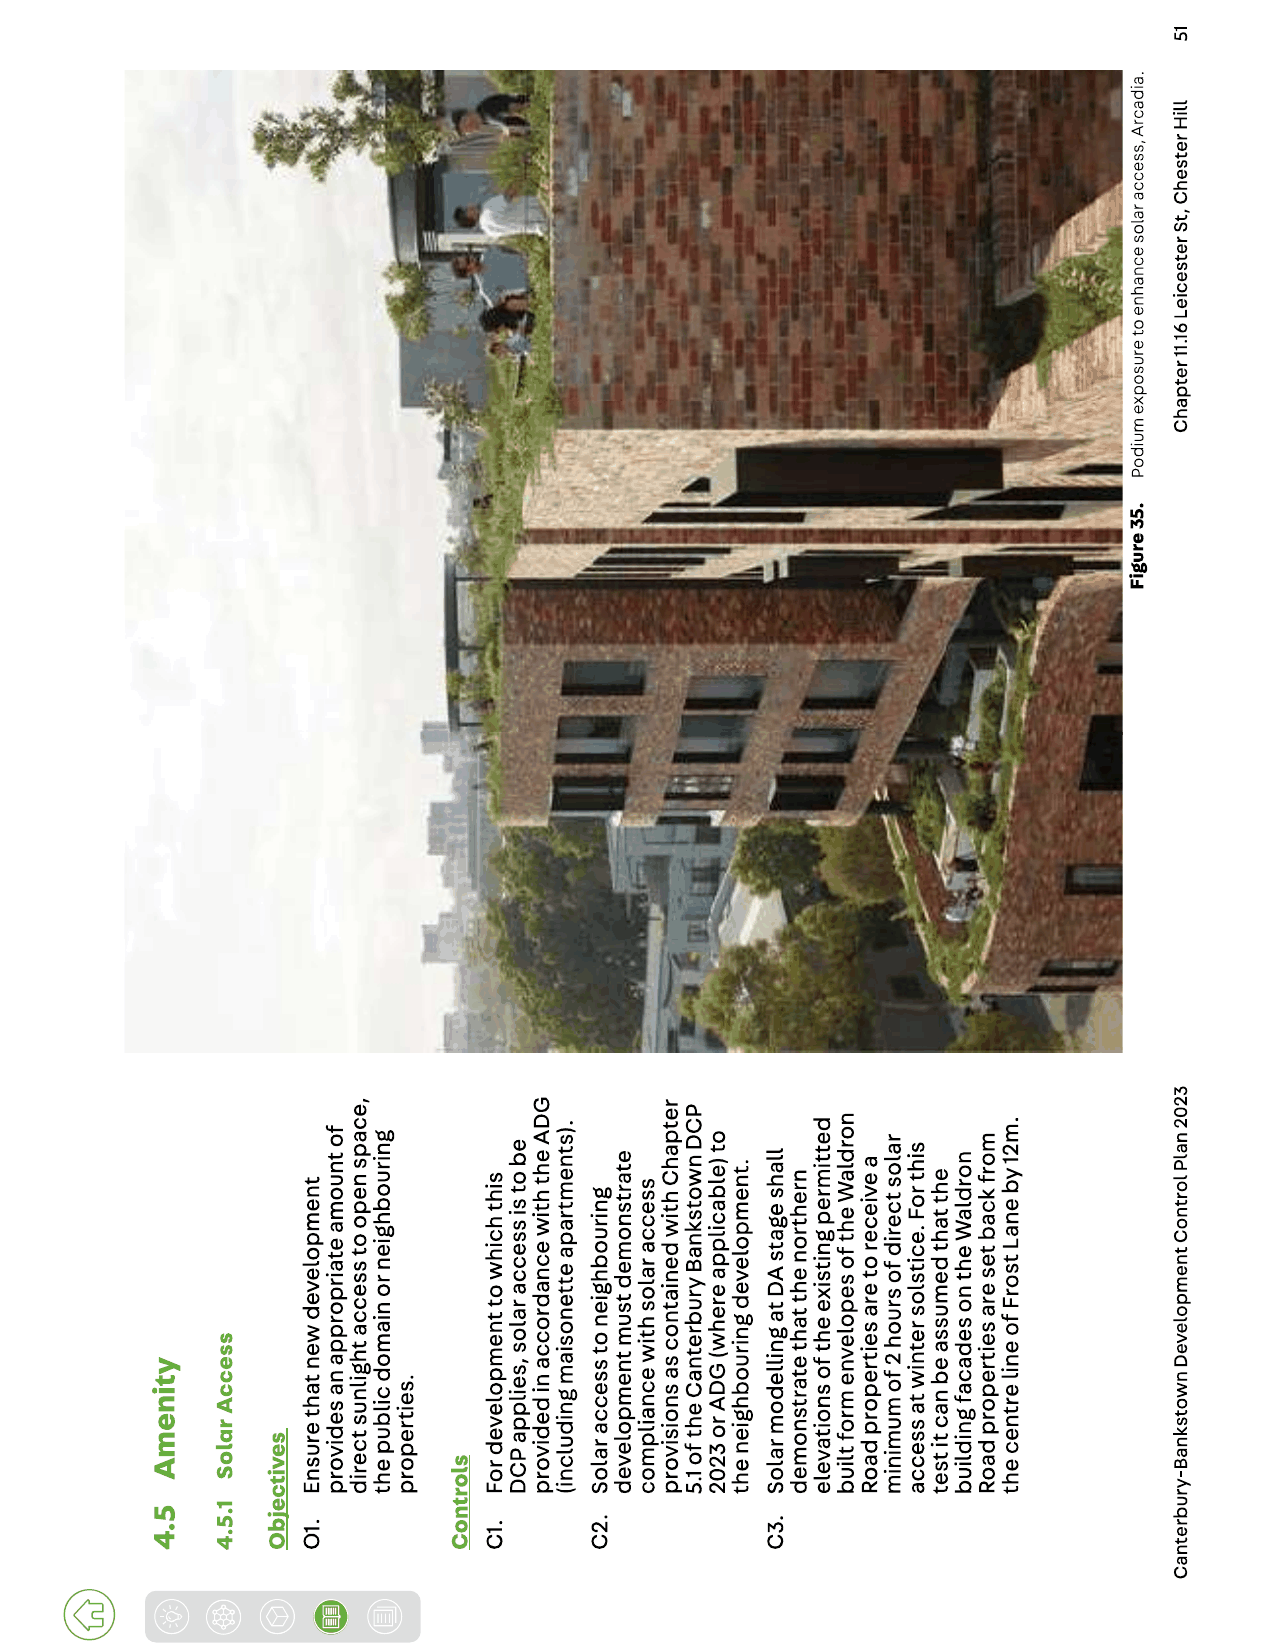 4.5 Amenity
4.5.1 Solar Access
Objectives
O1. Ensure that new development
provides an appropriate amount of
direct sunlight access to open space,
the public domain or neighbouring
properties.
Controls
C1. For development to which this
DCP applies, solar access is to be
provided in accordance with the ADG
(including maisonette apartments).
C2. Solar access to neighbouring
development must demonstrate
compliance with solar access
provisions as contained with Chapter
5.1 of the Canterbury Bankstown DCP
2023 or ADG (where applicable) to
the neighbouring development.
C3. Solar modelling at DA stage shall
demonstrate that the northern
elevations of the existing permitted
built form envelopes of the Waldron
Road properties are to receive a
minimum of 2 hours of direct solar
access at winter solstice. For this
test it can be assumed that the
building facades on the Waldron
Road properties are set back from
the centre line of Frost Lane by 12m.
Figure 35. Podium exposure to enhance solar access, Arcadia.
Canterbury-Bankstown Development Control Plan 2023
Chapter 11.16 Leicester St, Chester Hill 51